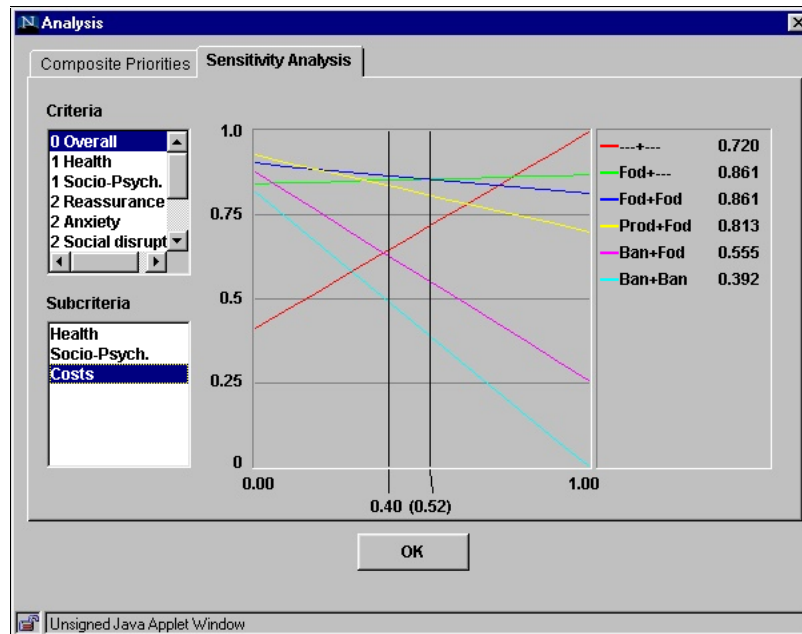 Analysis
Composite Priorities
Sensitivity Analysis
Criteria
0 Overall
1 Health
1 Socio-Psych.
2 Reassurance
2 Anxiety
2 Social disrupt
Subcriteria
Health
Socio-Psych.
Costs
1.0
0.75
0.5
0.25
0
0.00
1.00
0.40 (0.52)
---+--- 0.720
Fod+--- 0.861
Fod+Fod 0.861
Prod+Fod 0.813
Ban+Fod 0.555
Ban+Ban 0.392
OK
Unsigned Java Applet Window